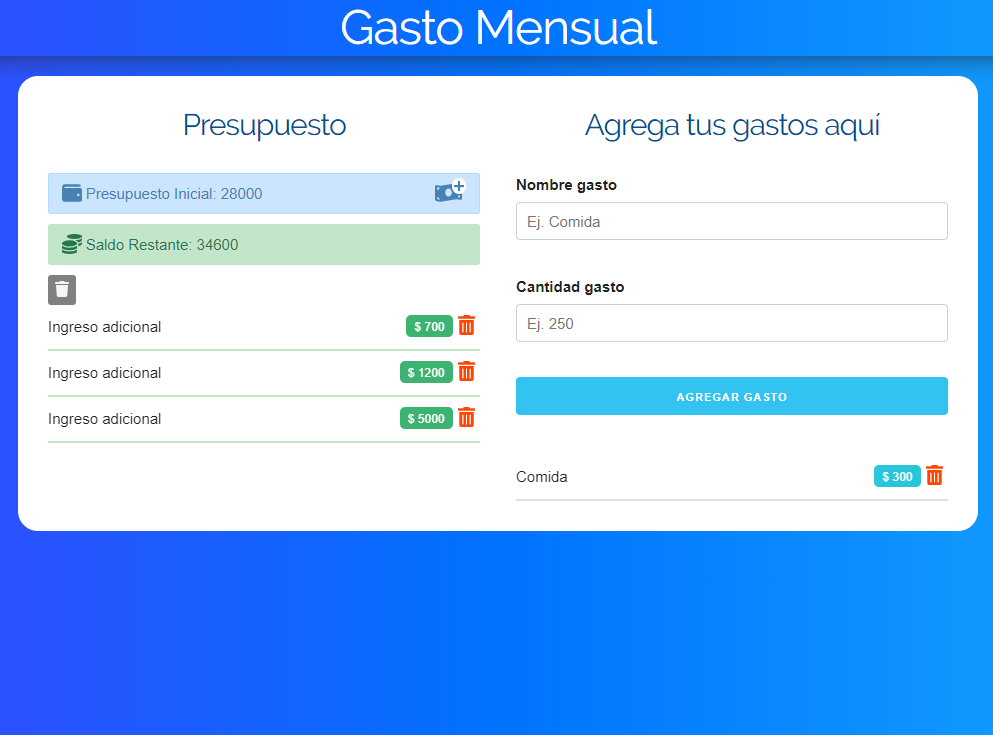 Gasto Mensual
Presupuesto
Presupuesto Inicial: 28000
Saldo Restante: 34600
Ingreso adicional $ 700
Ingreso adicional $ 1200
Ingreso adicional $ 5000
Agrega tus gastos aquí
Nombre gasto
Ej. Comida
Cantidad gasto
Ej. 250
AGREGAR GASTO
Comida $ 300